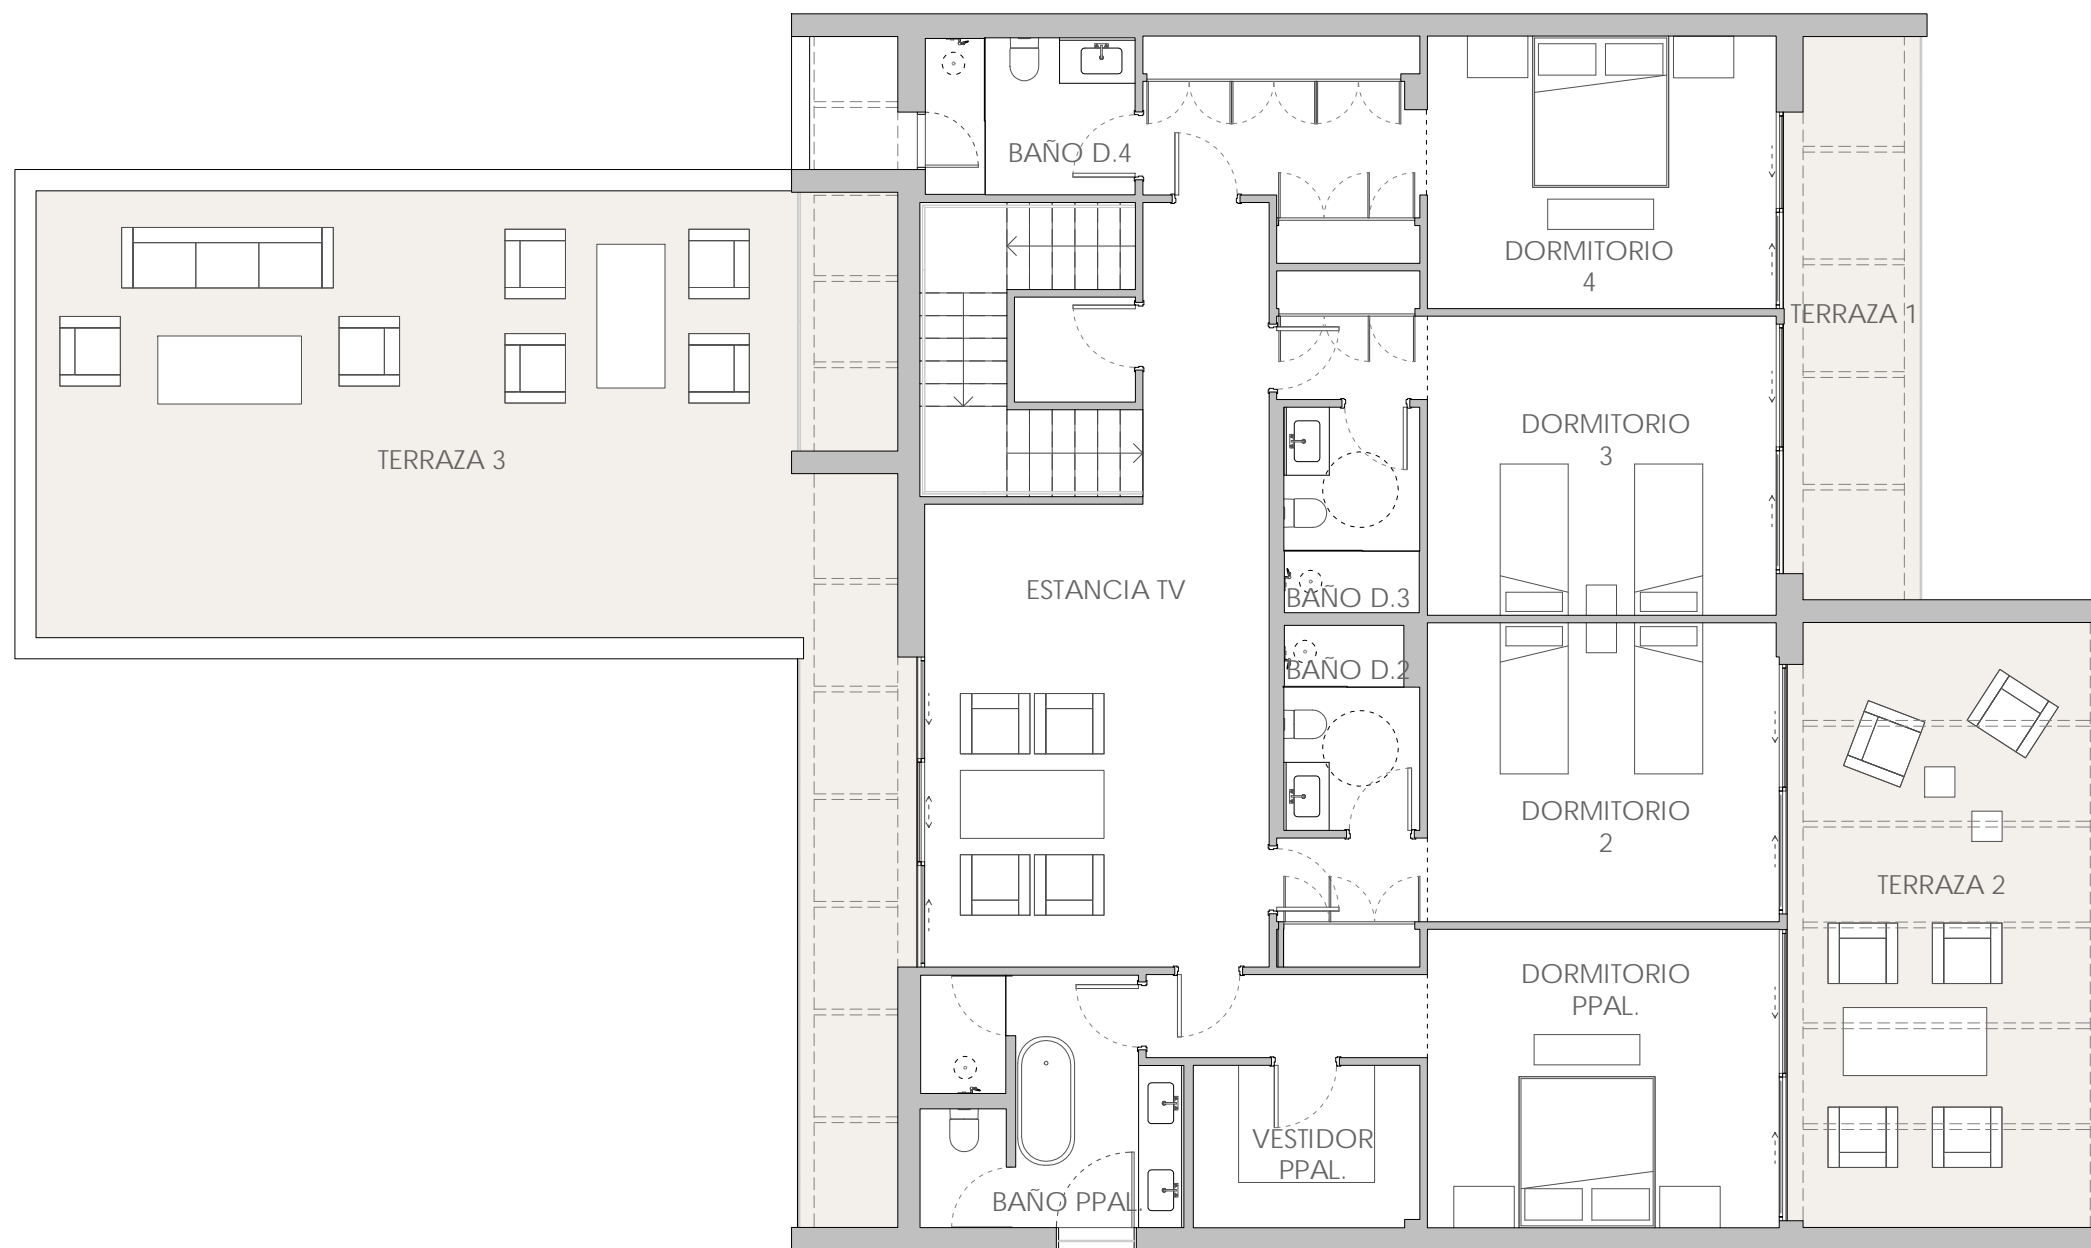 BAÑO D.4
DORMITORIO
4
TERRAZA 1
DORMITORIO
3
TERRAZA 3
ESTANCIA TV
BAÑO D.3
BAÑO D.2
DORMITORIO
2
TERRAZA 2
DORMITORIO
PPAL.
VESTIDOR
PPAL.
BAÑO PPAL.